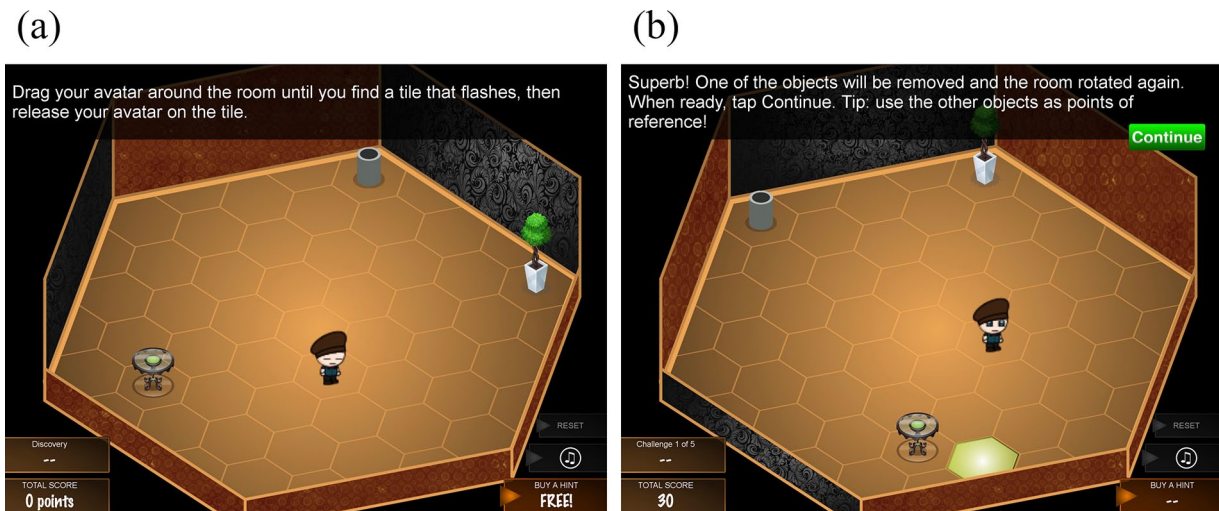 (a)
Drag your avatar around the room until you find a tile that flashes, then
release your avatar on the tile.
RESET
Discovery
--
TOTAL SCORE
0 points
BUY A HINT
FREE!
(b)
Superb! One of the objects will be removed and the room rotated again.
When ready, tap Continue. Tip: use the other objects as points of
reference!
Continue
RESET
Challenge 1 of 5
--
TOTAL SCORE
30
BUY A HINT
--